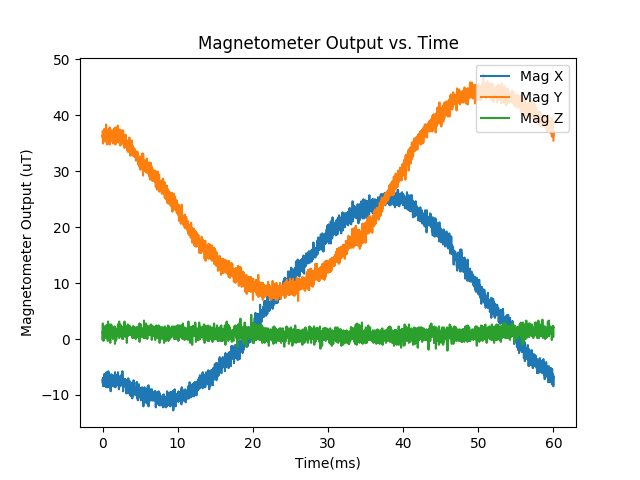 Magnetometer Output vs. Time
Mag X
Mag Y
Mag Z
Magnetometer Output (uT)
50
40
30
20
10
0
−10
0 10 20 30 40 50 60
Time(ms)